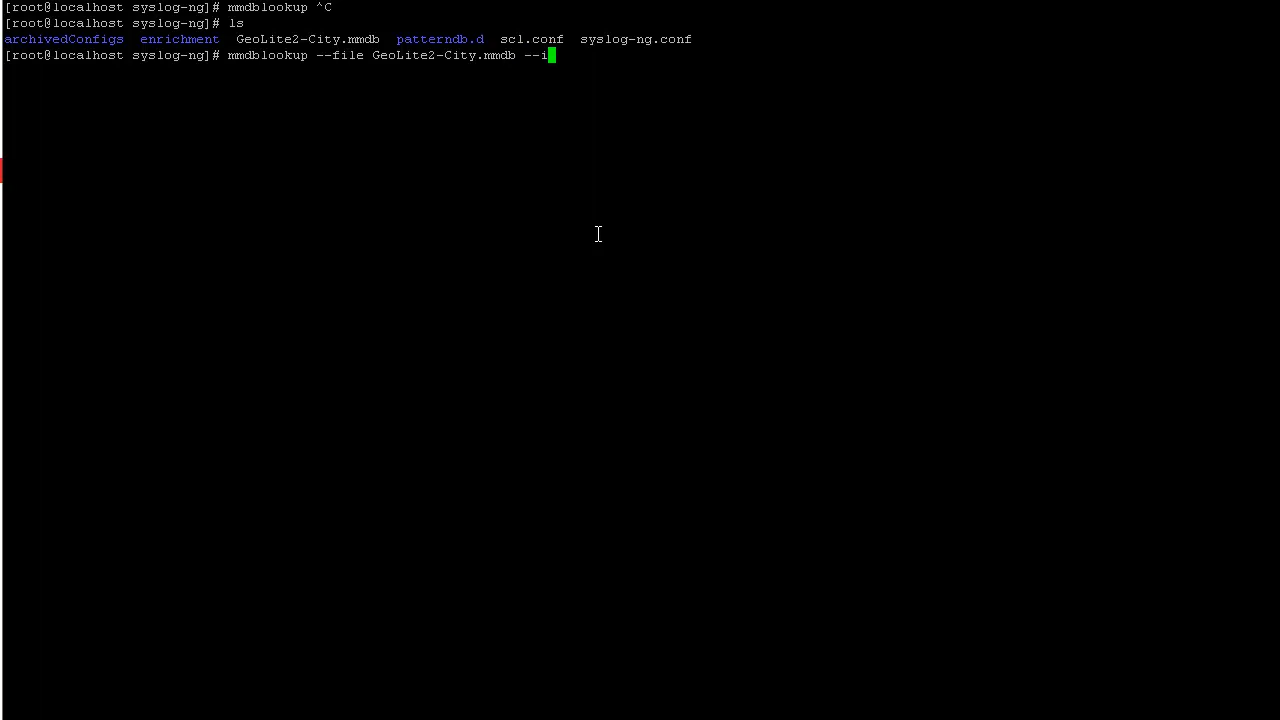 [root@localhost syslog-ng]# mmdblookup ^C
[root@localhost syslog-ng]# ls
archivedConfigs  enrichment  GeoLite2-City.mmdb  patterndb.d  scl.conf  syslog-ng.conf
[root@localhost syslog-ng]# mmdblookup --file GeoLite2-City.mmdb --i